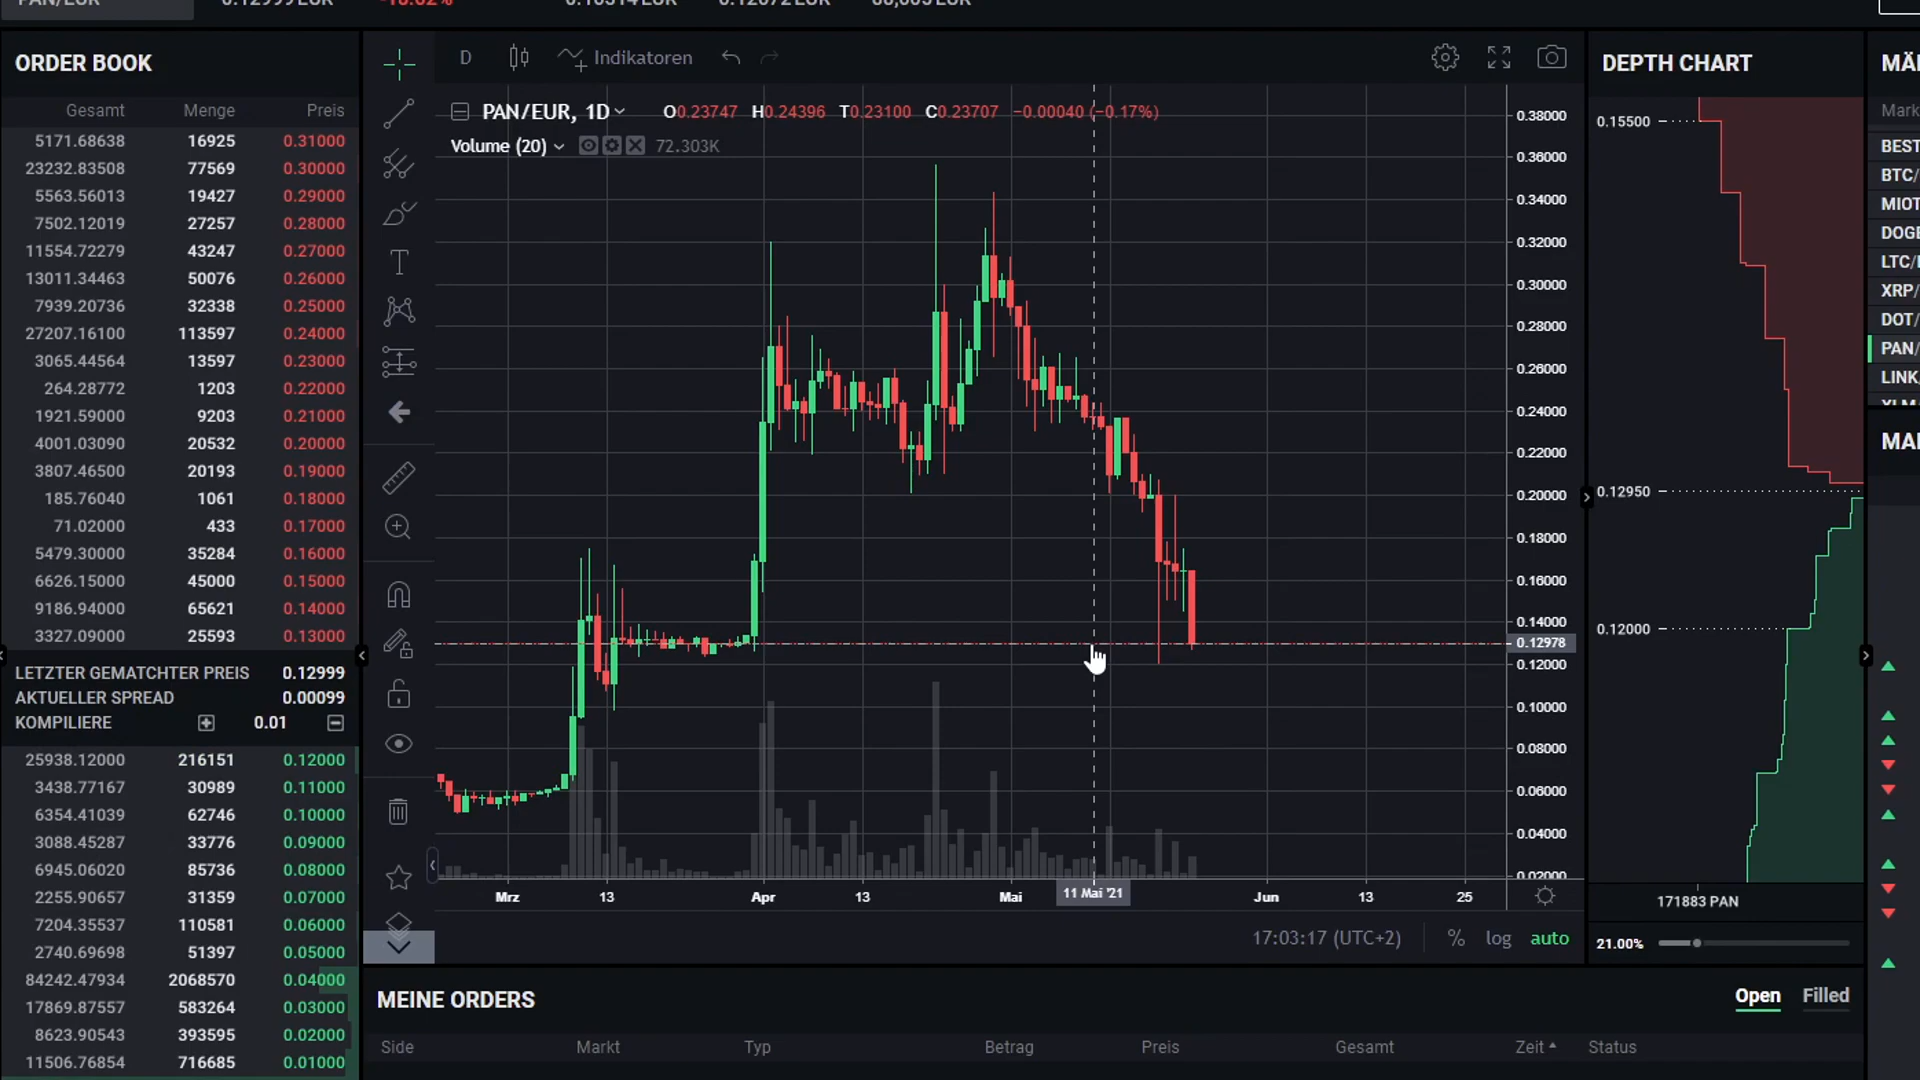 PAN/EUR 0.12999 EUR
ORDER BOOK
Gesamt Menge Preis
5171.68638 16925 0.31000
23232.83508 77569 0.30000
5563.56013 19427 0.29000
7502.12019 27257 0.28000
11554.72279 43247 0.27000
13011.34463 50076 0.26000
7939.20736 32338 0.25000
27207.16100 113597 0.24000
3065.44564 13597 0.23000
264.28772 1203 0.22000
1921.59000 9203 0.21000
4001.03090 20532 0.20000
3807.46500 20193 0.19000
185.76040 1061 0.18000
71.02000 433 0.17000
5479.30000 35284 0.16000
6626.15000 45000 0.15000
9186.94000 65621 0.14000
3327.09000 25593 0.13000
LETZTER GEMATCHTER PREIS 0.12999
AKTUELLER SPREAD 0.00099
KOMPILIERE 0.01
25938.12000 216151 0.12000
3438.77167 30989 0.11000
6354.41039 62746 0.10000
3088.45287 33776 0.09000
6945.06020 85736 0.08000
2255.90657 31359 0.07000
7204.35537 110581 0.06000
2740.69698 51397 0.05000
84242.47934 2068570 0.04000
17869.87557 583264 0.03000
8623.90543 393595 0.02000
11506.76854 716685 0.01000
D Indikatoren
PAN/EUR, 1D O0.23747 H0.24396 T0.23100 C0.23707 −0.00040 (−0.17%)
Volume (20) 72.303K
0.38000
0.36000
0.34000
0.32000
0.30000
0.28000
0.26000
0.24000
0.22000
0.20000
0.18000
0.16000
0.14000
0.12978
0.12000
0.10000
0.08000
0.06000
0.04000
0.02000
Mrz 13 Apr 13 Mai 11 Mai '21 Jun 13 25
17:03:17 (UTC+2) % log auto
DEPTH CHART
0.15500
0.12950
0.12000
171883 PAN
21.00%
MÄ
Mark
BEST
BTC/
MIOT
DOGE
LTC/
XRP/
DOT/
PAN/
LINK
XLM
MA
MEINE ORDERS
Open Filled
Side Markt Typ Betrag Preis Gesamt Zeit Status